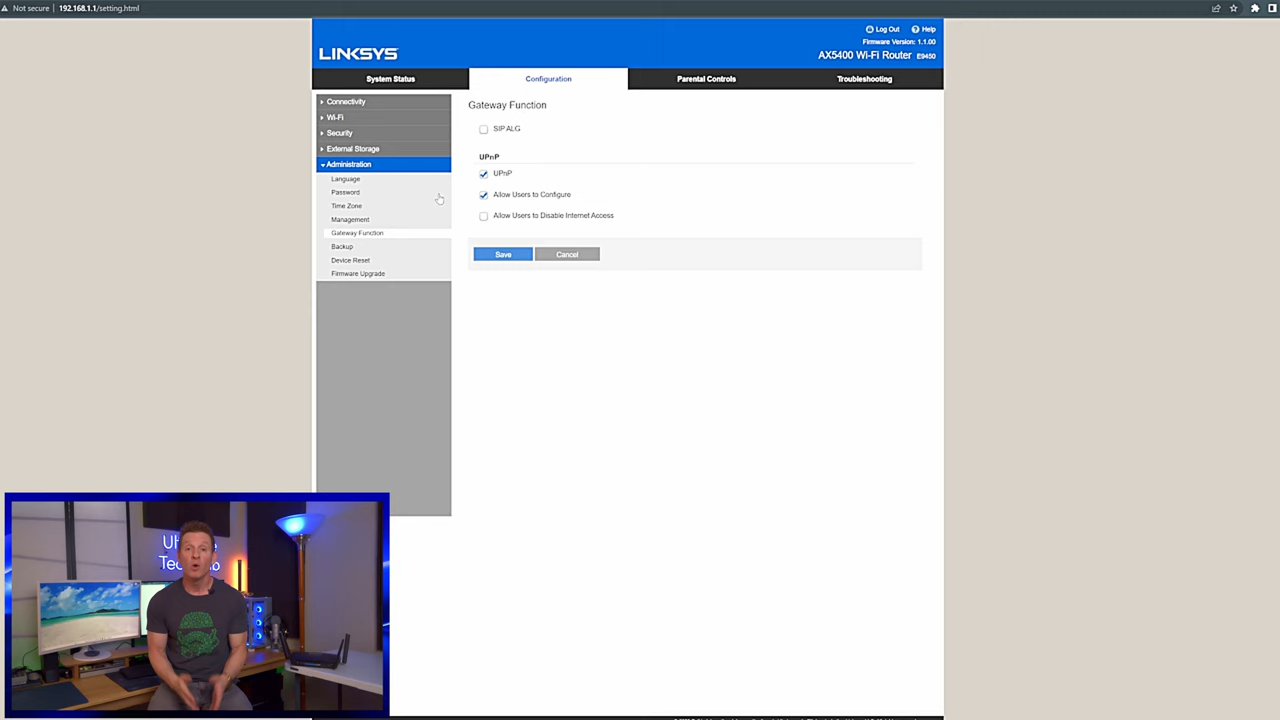 Not secure
192.168.1.1/setting.html
Log Out
Help
Firmware Version: 1.1.00
LINKSYS
AX5400 Wi-Fi Router E9450
System Status
Configuration
Parental Controls
Troubleshooting
Connectivity
Wi-Fi
Security
External Storage
Administration
Language
Password
Time Zone
Management
Gateway Function
Backup
Device Reset
Firmware Upgrade
Gateway Function
SIP ALG
UPnP
UPnP
Allow Users to Configure
Allow Users to Disable Internet Access
Save
Cancel